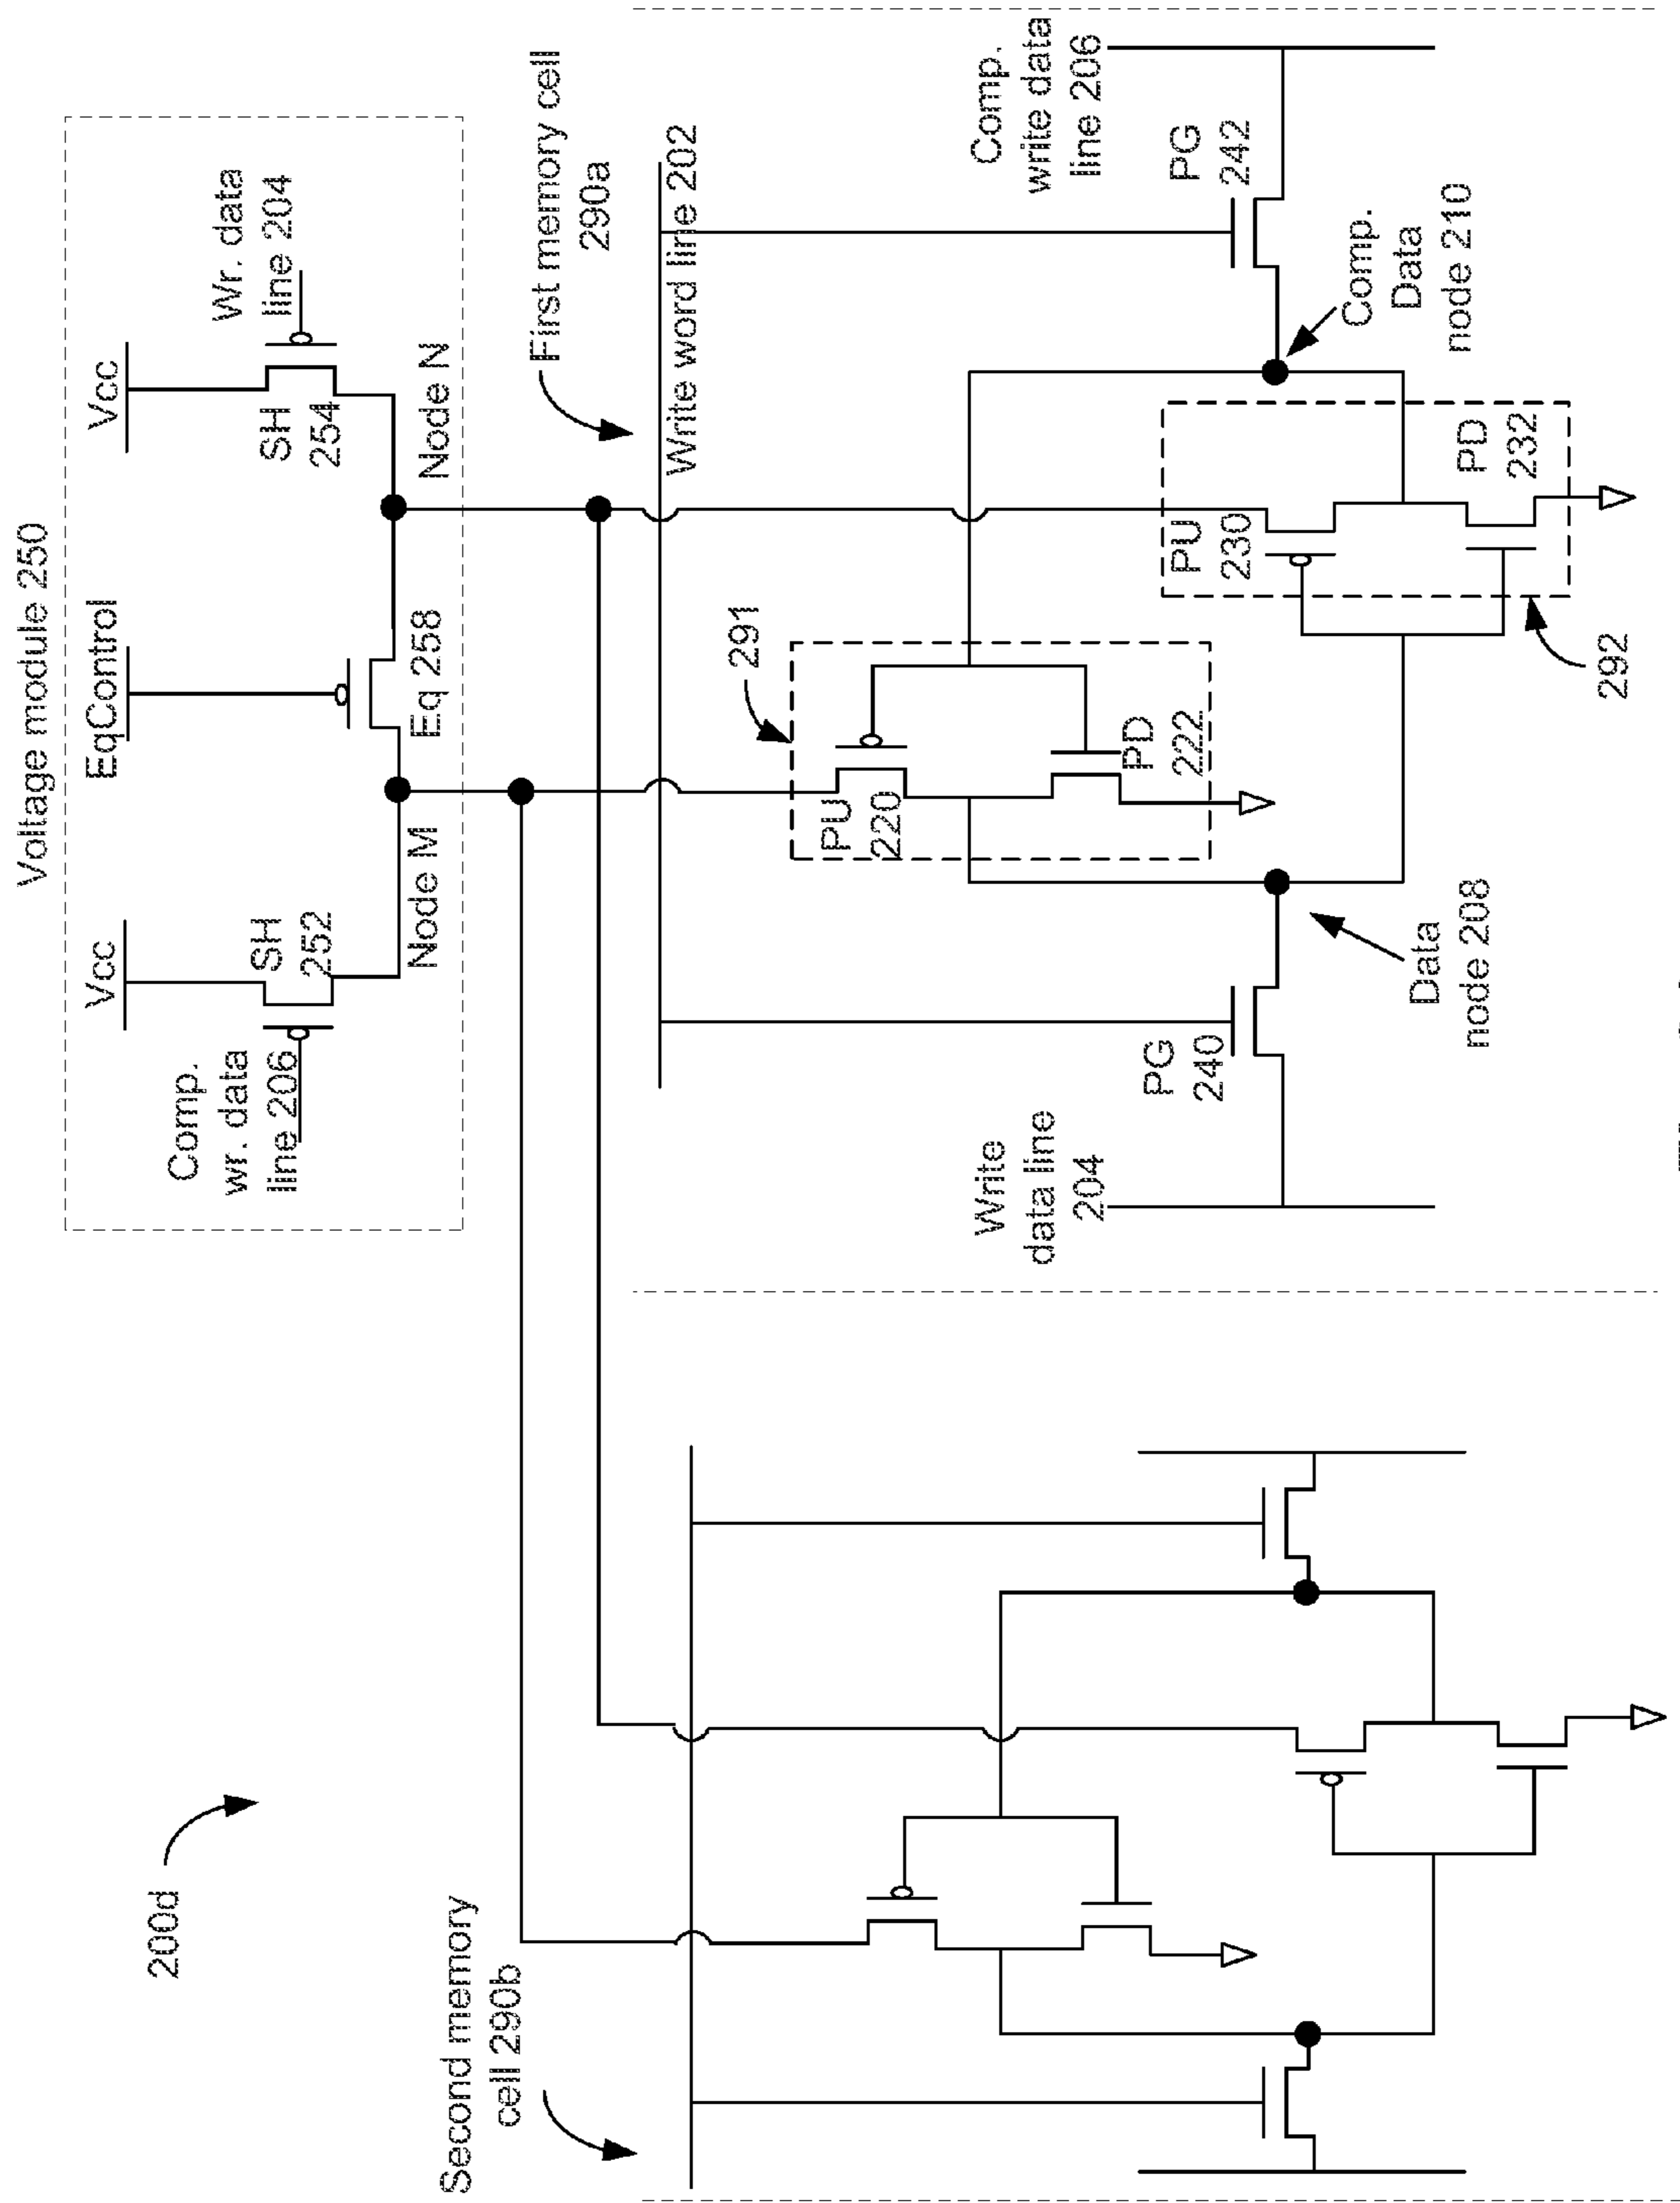 200d
Voltage module 250
Vcc
EqControl
Vcc
Comp.
wr. data
line 206
SH
252
Node M
Eq 258
Wr. data
line 204
SH
254
Node N
Second memory
cell 290b
First memory cell
290a
Write word line 202
Write
data line
204
PG
240
Data
node 208
291
PU
220
PD
222
PU
230
PD
232
292
Comp.
write data
line 206
PG
242
Comp.
Data
node 210